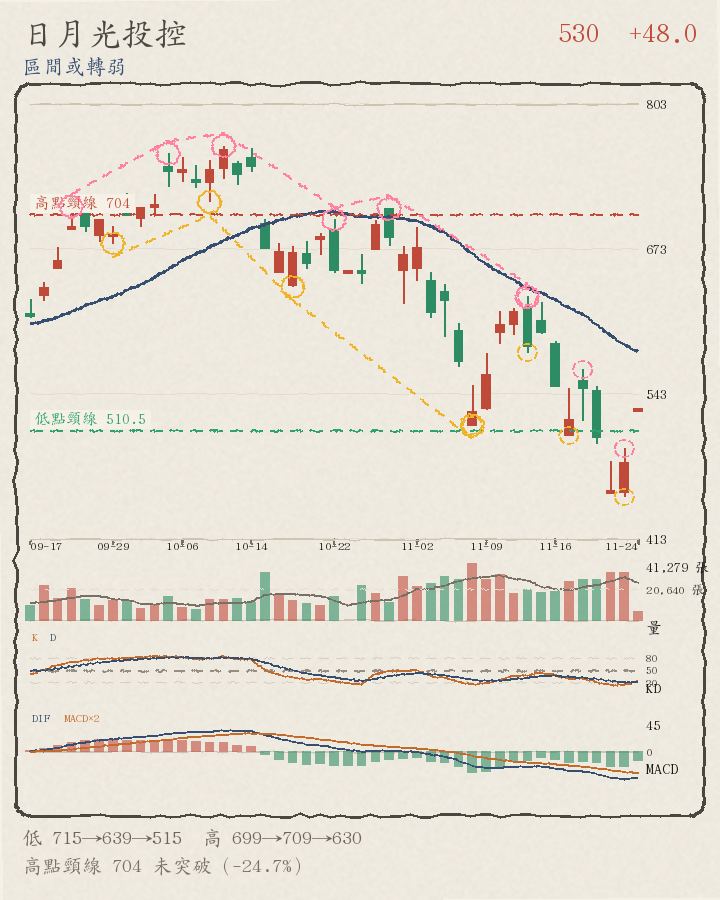 日月光投控 530 +48.0
區間或轉弱
803
高點頸線 704
673
543
低點頸線 510.5
413
09-17 09-29 10-06 10-14 10-22 11-02 11-09 11-16 11-24
41,279 張
20,640 張
量
K D
80
50
20
KD
DIF MACD×2
45
0
MACD
低 715→639→515 高 699→709→630
高點頸線 704 未突破 (-24.7%)